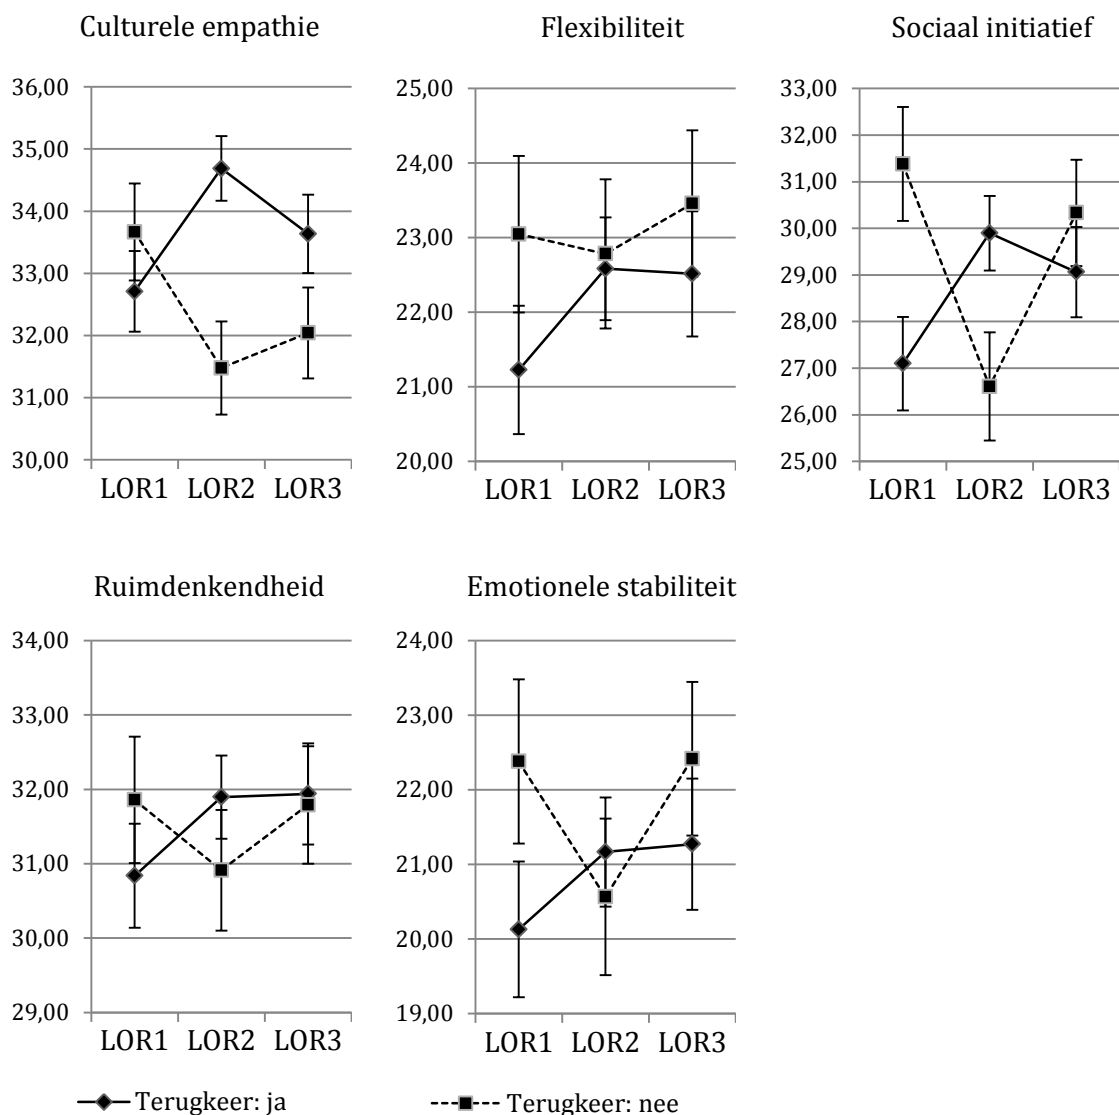 Culturele empathie
36,00
35,00
34,00
33,00
32,00
31,00
30,00
LOR1 LOR2 LOR3
Flexibiliteit
25,00
24,00
23,00
22,00
21,00
20,00
LOR1 LOR2 LOR3
Sociaal initiatief
33,00
32,00
31,00
30,00
29,00
28,00
27,00
26,00
25,00
LOR1 LOR2 LOR3
Ruimdenkendheid
34,00
33,00
32,00
31,00
30,00
29,00
LOR1 LOR2 LOR3
Emotionele stabiliteit
24,00
23,00
22,00
21,00
20,00
19,00
LOR1 LOR2 LOR3
Terugkeer: ja
Terugkeer: nee